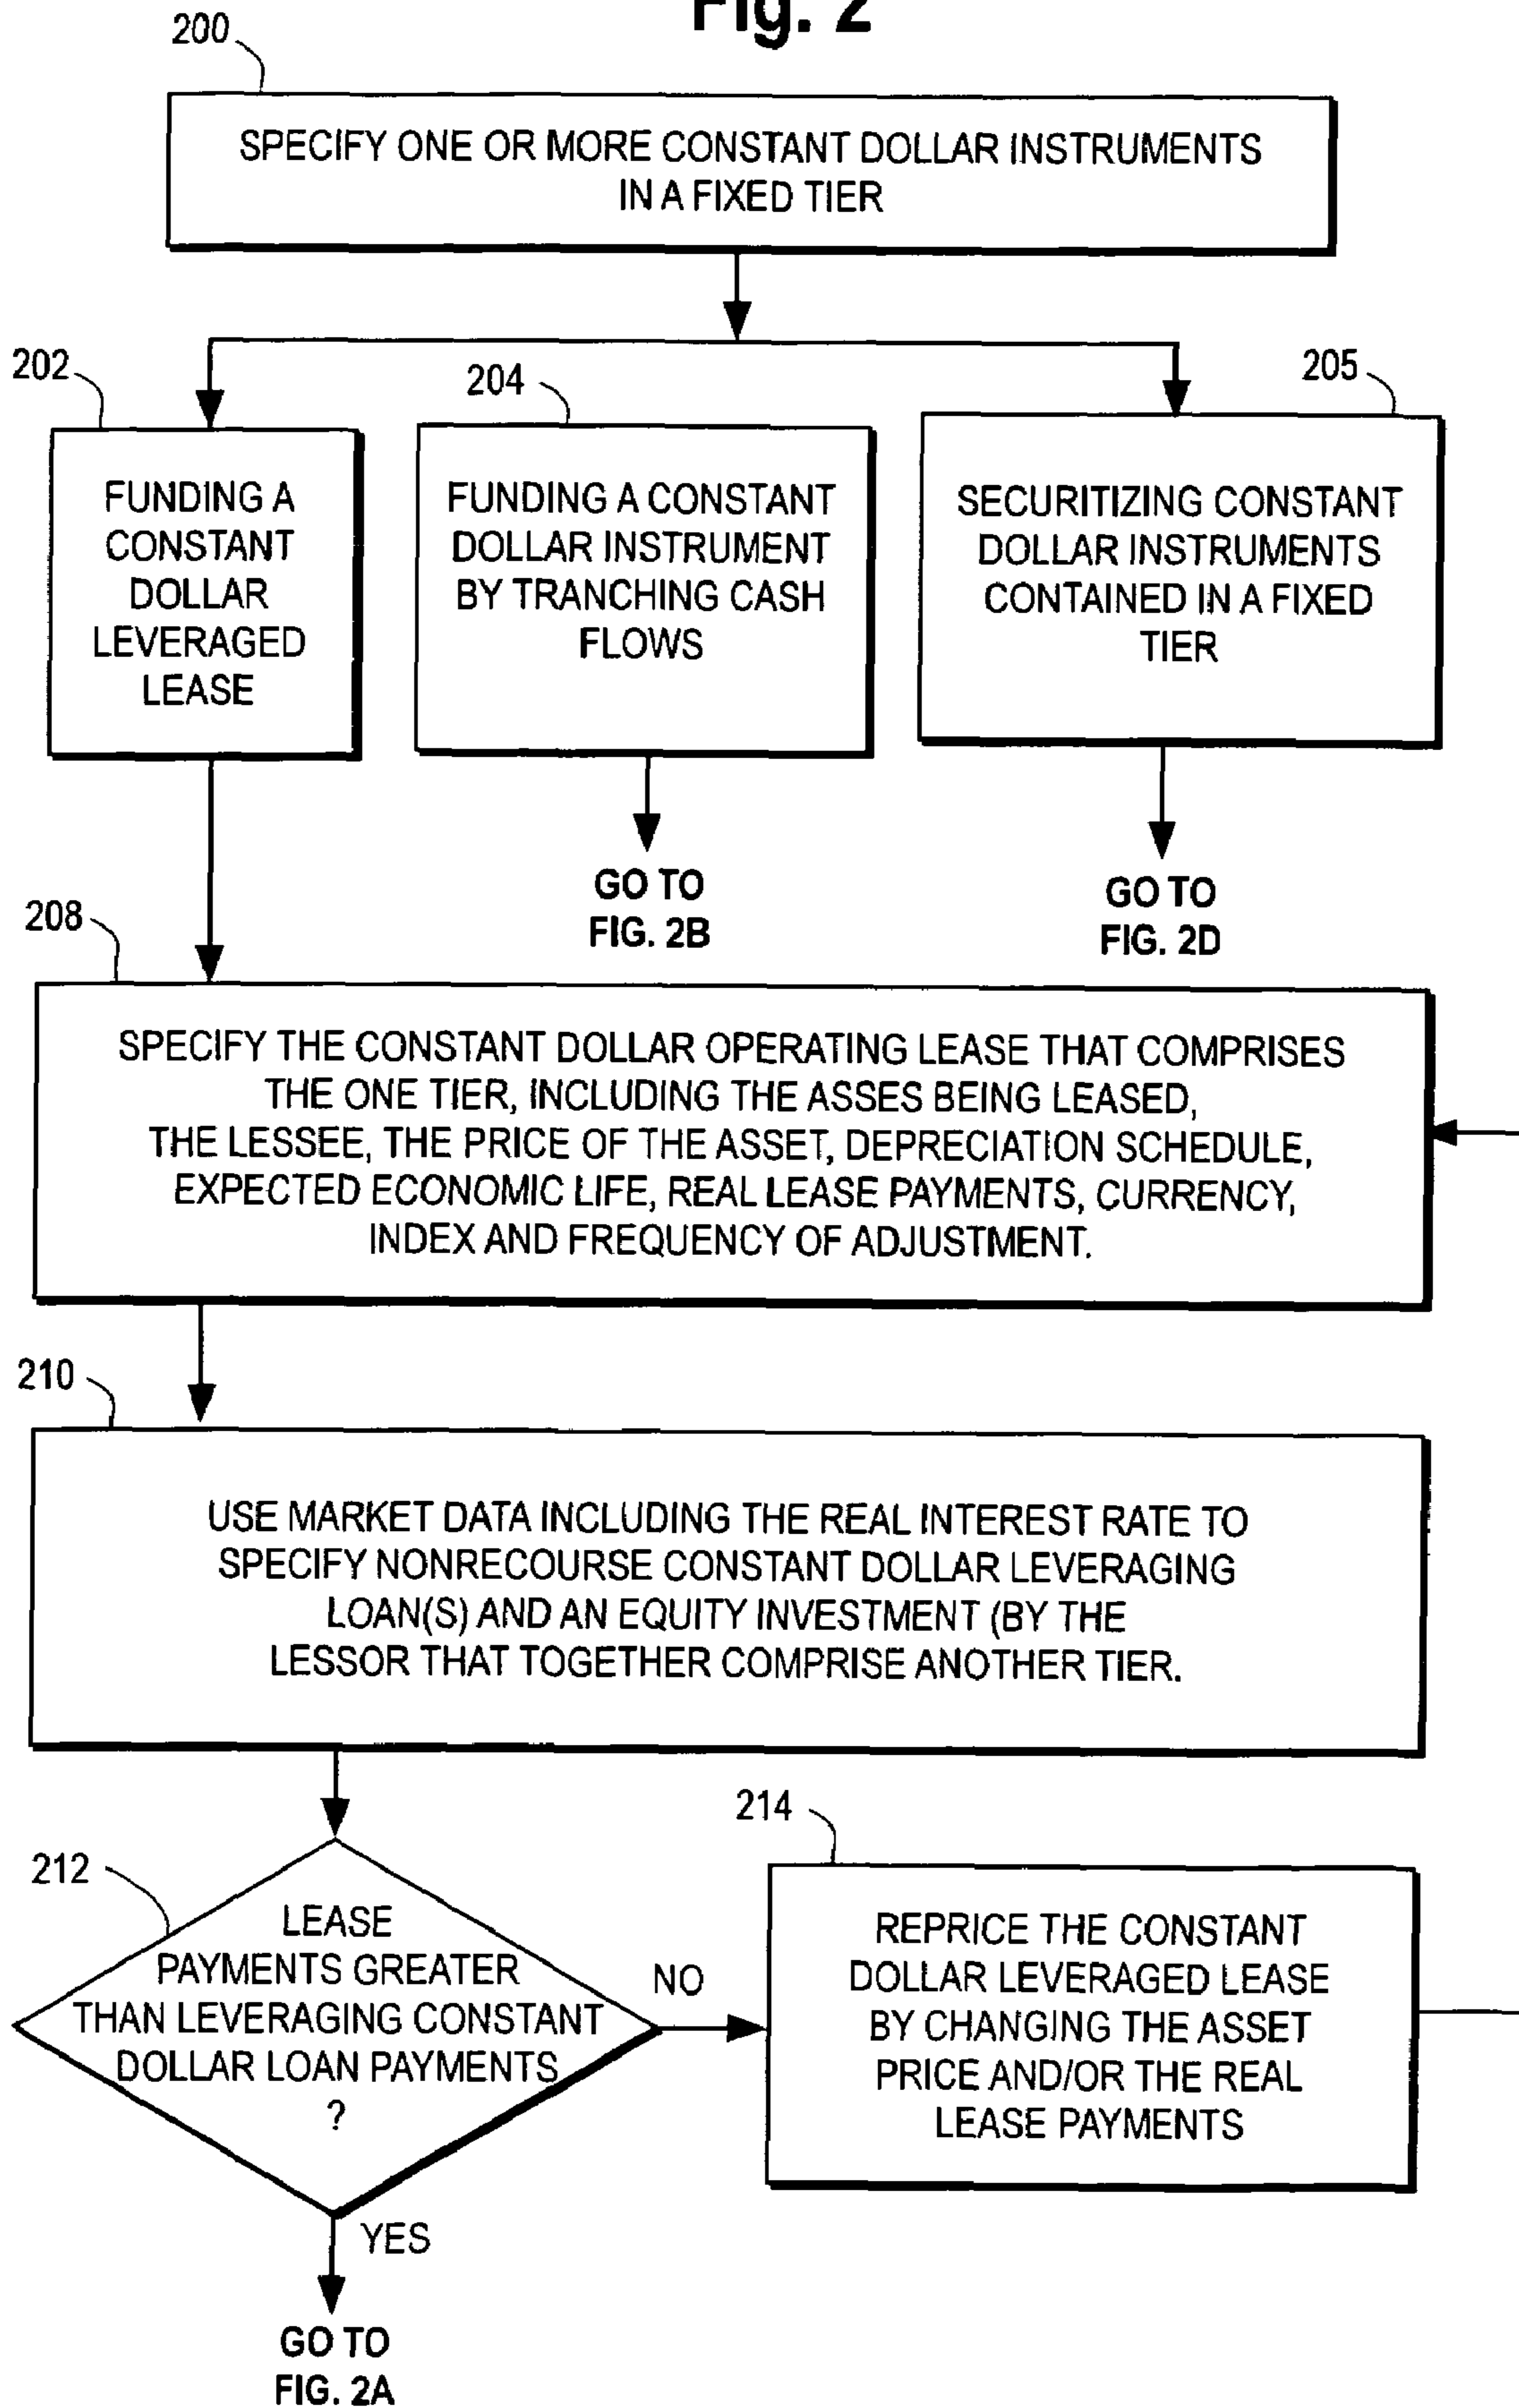 Fig. 2
200
SPECIFY ONE OR MORE CONSTANT DOLLAR INSTRUMENTS
IN A FIXED TIER
202
204
205
FUNDING A
CONSTANT
DOLLAR
LEVERAGED
LEASE
FUNDING A CONSTANT
DOLLAR INSTRUMENT
BY TRANCHING CASH
FLOWS
SECURITIZING CONSTANT
DOLLAR INSTRUMENTS
CONTAINED IN A FIXED
TIER
GO TO
FIG. 2B
GO TO
FIG. 2D
208
SPECIFY THE CONSTANT DOLLAR OPERATING LEASE THAT COMPRISES
THE ONE TIER, INCLUDING THE ASSES BEING LEASED,
THE LESSEE, THE PRICE OF THE ASSET, DEPRECIATION SCHEDULE,
EXPECTED ECONOMIC LIFE, REAL LEASE PAYMENTS, CURRENCY,
INDEX AND FREQUENCY OF ADJUSTMENT.
210
USE MARKET DATA INCLUDING THE REAL INTEREST RATE TO
SPECIFY NONRECOURSE CONSTANT DOLLAR LEVERAGING
LOAN(S) AND AN EQUITY INVESTMENT (BY THE
LESSOR THAT TOGETHER COMPRISE ANOTHER TIER.
212
LEASE
PAYMENTS GREATER
THAN LEVERAGING CONSTANT
DOLLAR LOAN PAYMENTS
?
NO
YES
214
REPRICE THE CONSTANT
DOLLAR LEVERAGED LEASE
BY CHANGING THE ASSET
PRICE AND/OR THE REAL
LEASE PAYMENTS
GO TO
FIG. 2A